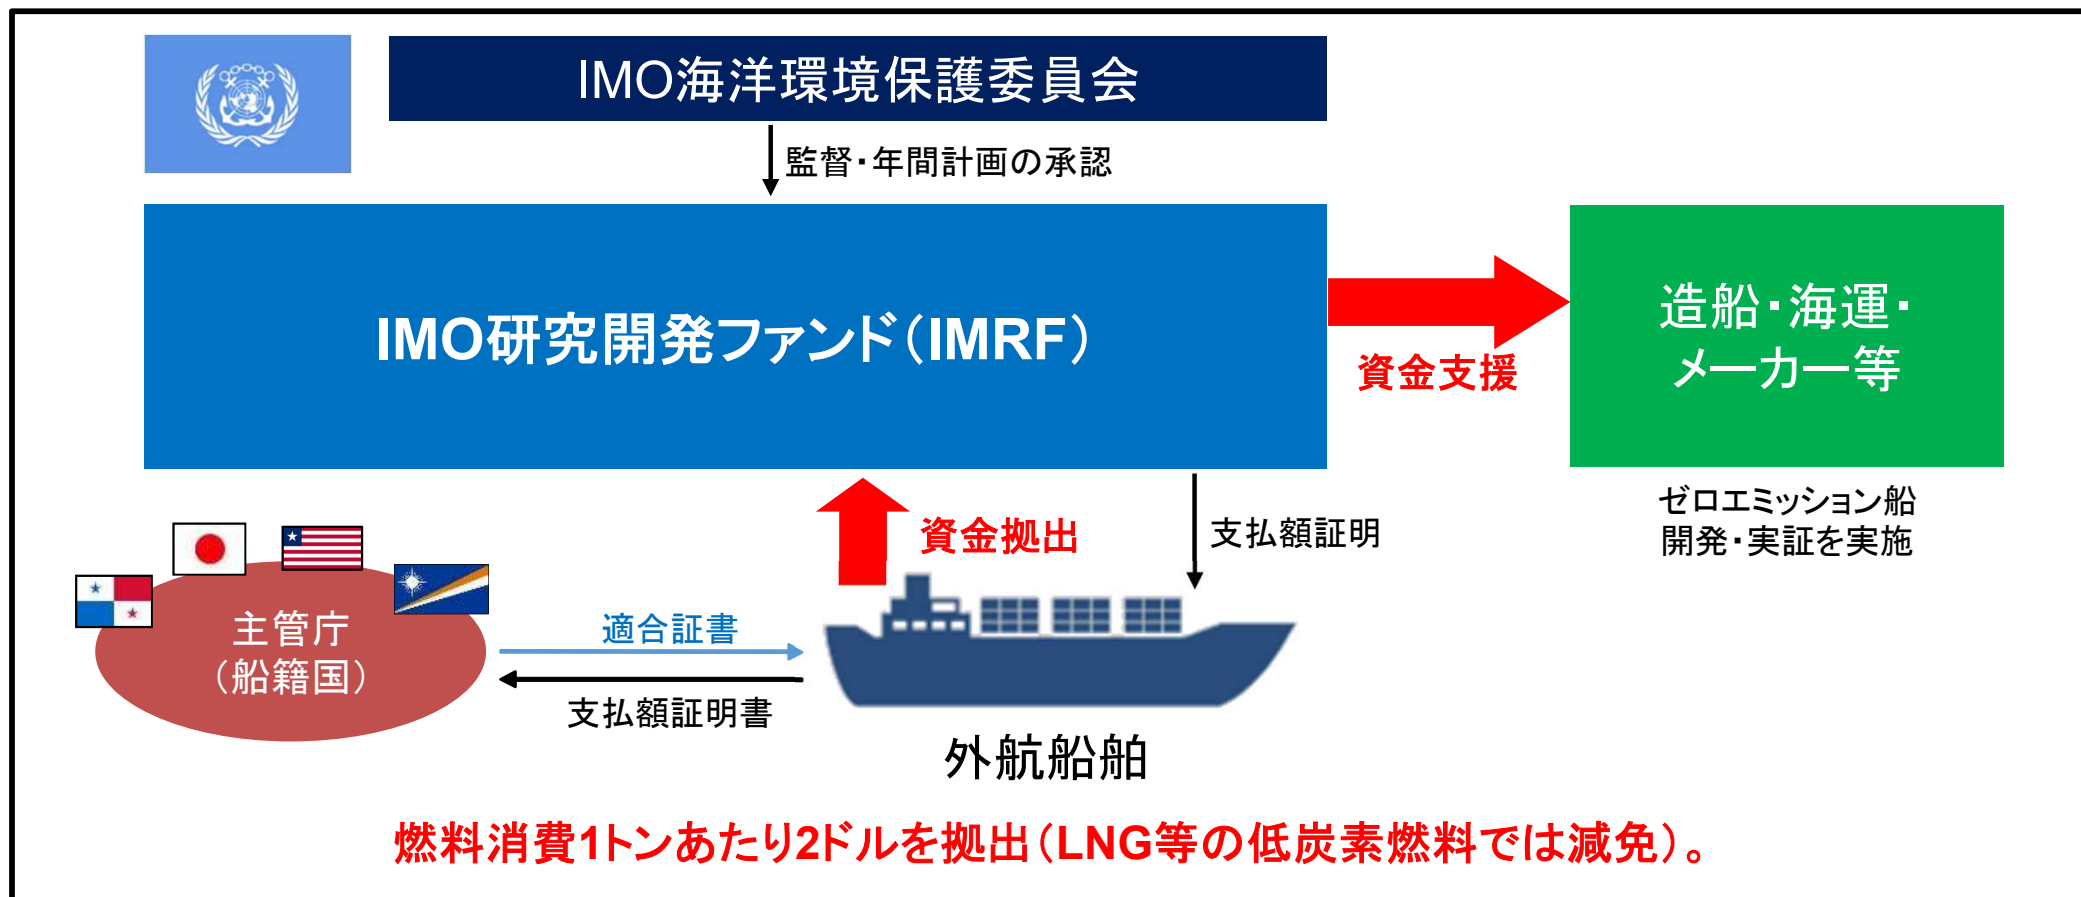 IMO海洋環境保護委員会
監督・年間計画の承認
IMO研究開発ファンド（IMRF）
資金支援
造船・海運・
メーカー等
ゼロエミッション船
開発・実証を実施
資金拠出
支払額証明
主管庁
（船籍国）
適合証書
支払額証明書
外航船舶
燃料消費1トンあたり2ドルを拠出（LNG等の低炭素燃料では減免）。